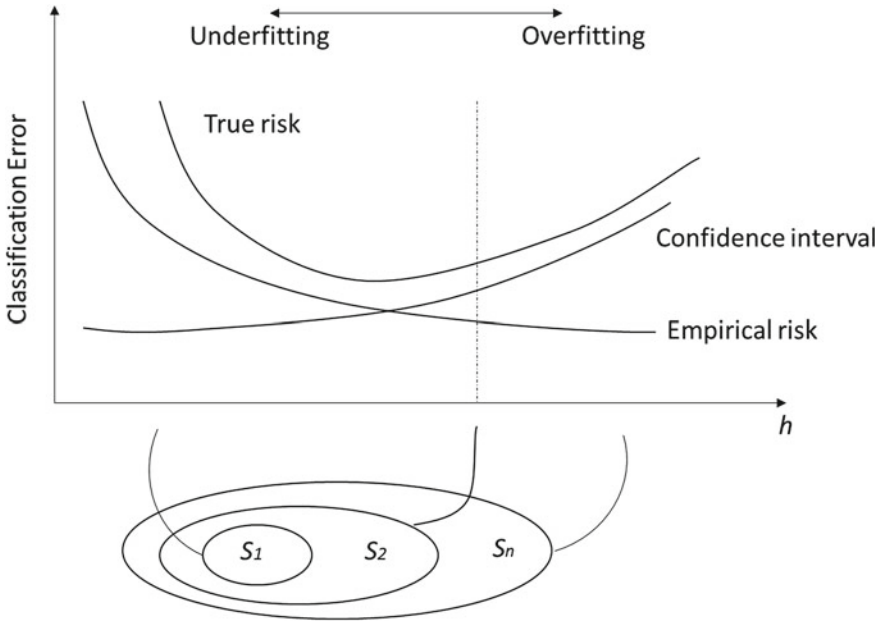 Underfitting
Overfitting
True risk
Classification Error
Confidence interval
Empirical risk
h
S1
S2
Sn